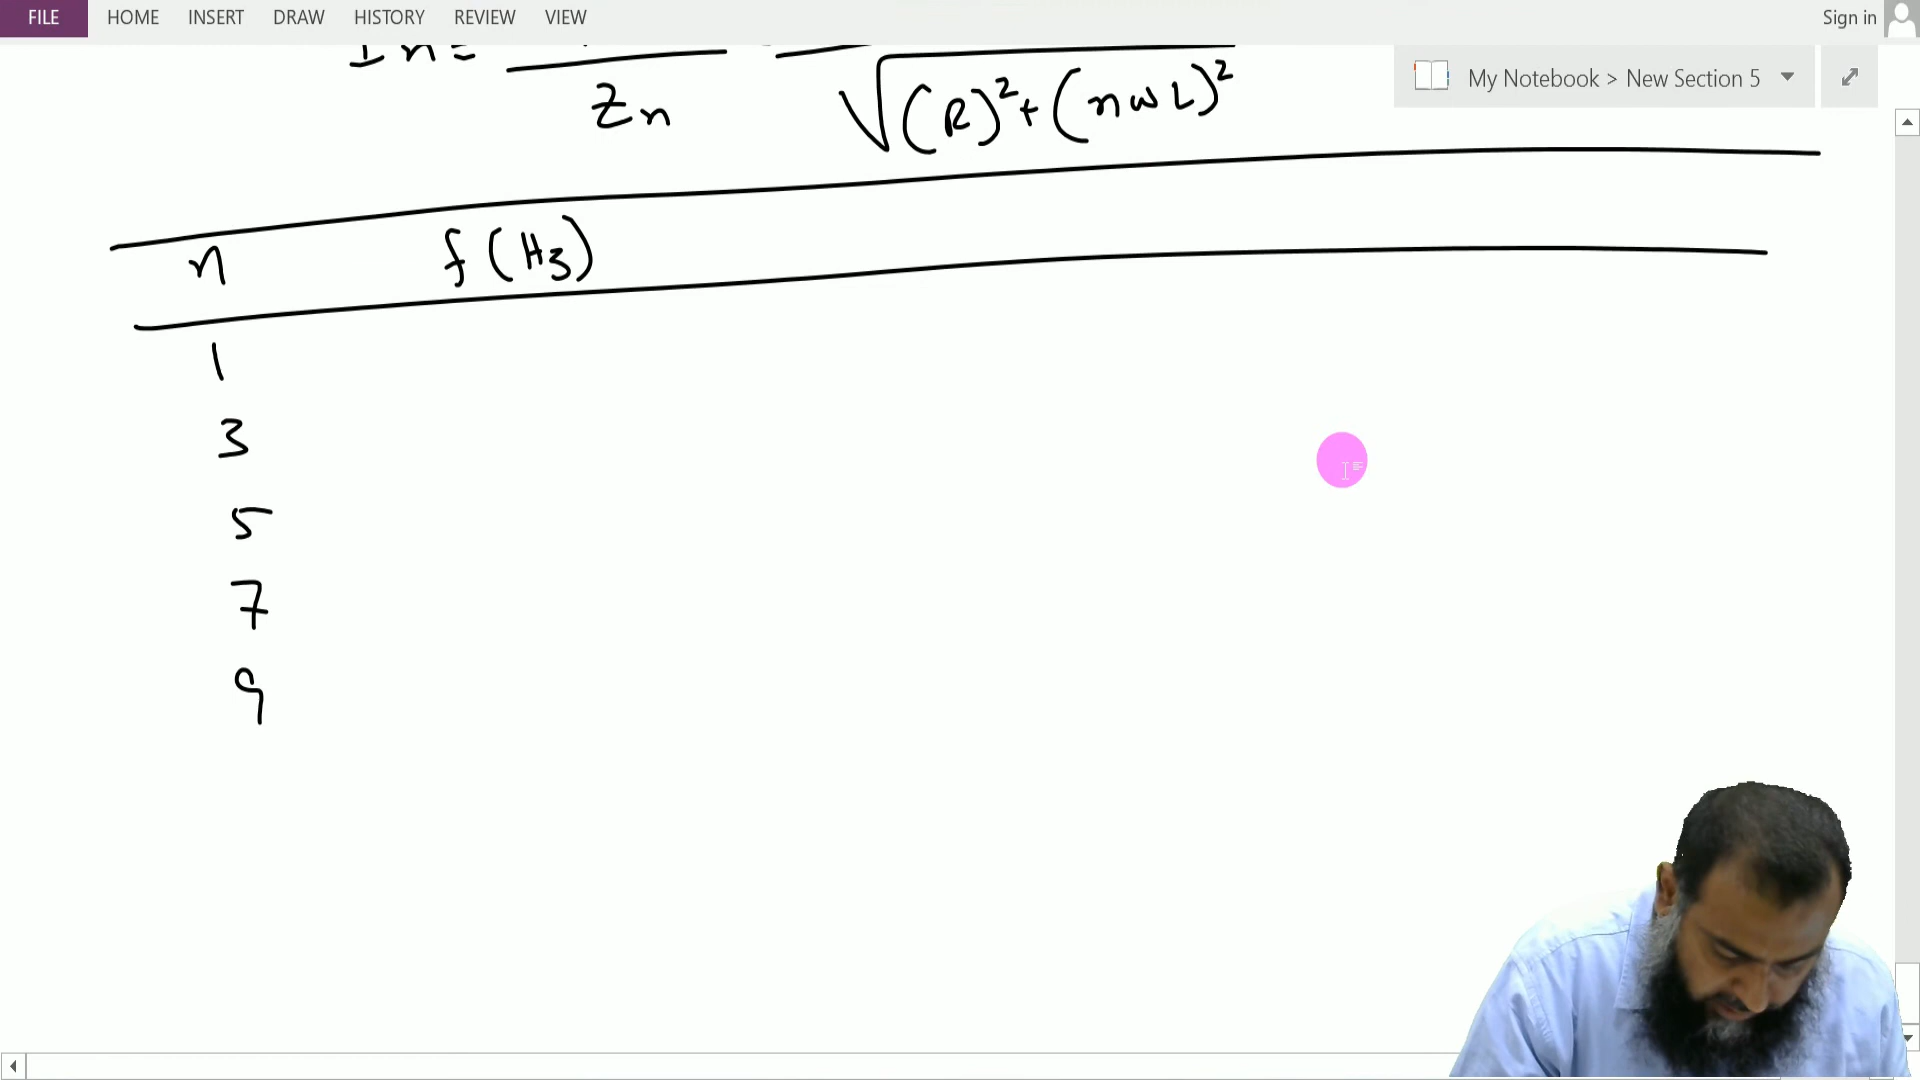 FILE HOME INSERT DRAW HISTORY REVIEW VIEW Sign in
My Notebook > New Section 5
In =
Zn √(R)²+(nωL)²
n f(Hz)
1
3
5
7
9